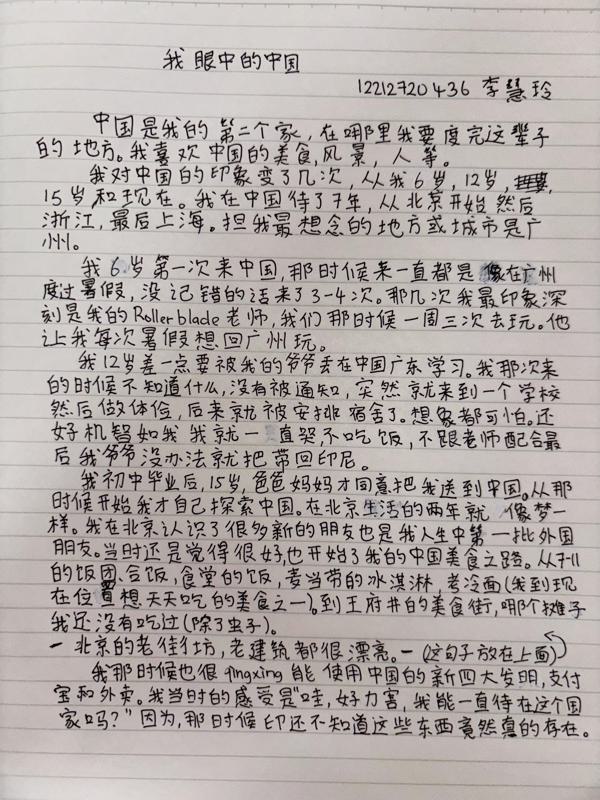 我眼中的中国
12212720436 李慧玲
中国是我的第二个家，在哪里我要度完这辈子
的地方。我喜欢中国的美食，风景，人等。
我对中国的印象变了几次，从我6岁，12岁，
15岁，和现在。我在中国待了7年，从北京开始然后
浙江，最后上海。担我最想念的地方或城市是广
州。
我6岁第一次来中国，那时候来一直都是像在广州
度过暑假，没记错的话来了3-4次。那几次我最印象深
刻是我的Rollerblade老师，我们那时候一周三次去玩。他
让我每次暑假想回广州玩。
我12岁差一点要被我的爷爷丢在中国广东学习。我那次来
的时候不知道什么，没有被通知，突然就来到一个学校
然后做体俭，后来就被安排宿舍了。想象都可怕。还
好机智如我我就一直哭，不吃饭，不跟老师配合最
后我爷爷没办法就把带回印尼。
我初中毕业后，15岁，爸爸妈妈才同意把我送到中国。从那
时候开始我才自己探索中国。在北京生活的两年就像梦一
样。我在北京认识了很多新的朋友也是我人生中第一批外国
朋友。当时还是觉得很好，也开始了我的中国美食之路。从7-11
的饭团、合饭，食堂的饭，麦当带的冰淇淋，考冷面(我到现
在位置想天天吃的美食之一)。到王府井的美食街，哪个摊子
我还没有吃过(除了虫子)。
一北京的老街坊，老建筑都很漂亮。一(这句子放在上面)
我那时候也很qingxing能使用中国的新四大发明，支付
宝和外卖。我当时的感受是“哇，好力害，我能一直待在这个国
家吗？”因为，那时候印还不知道这些东西竟然真的存在。